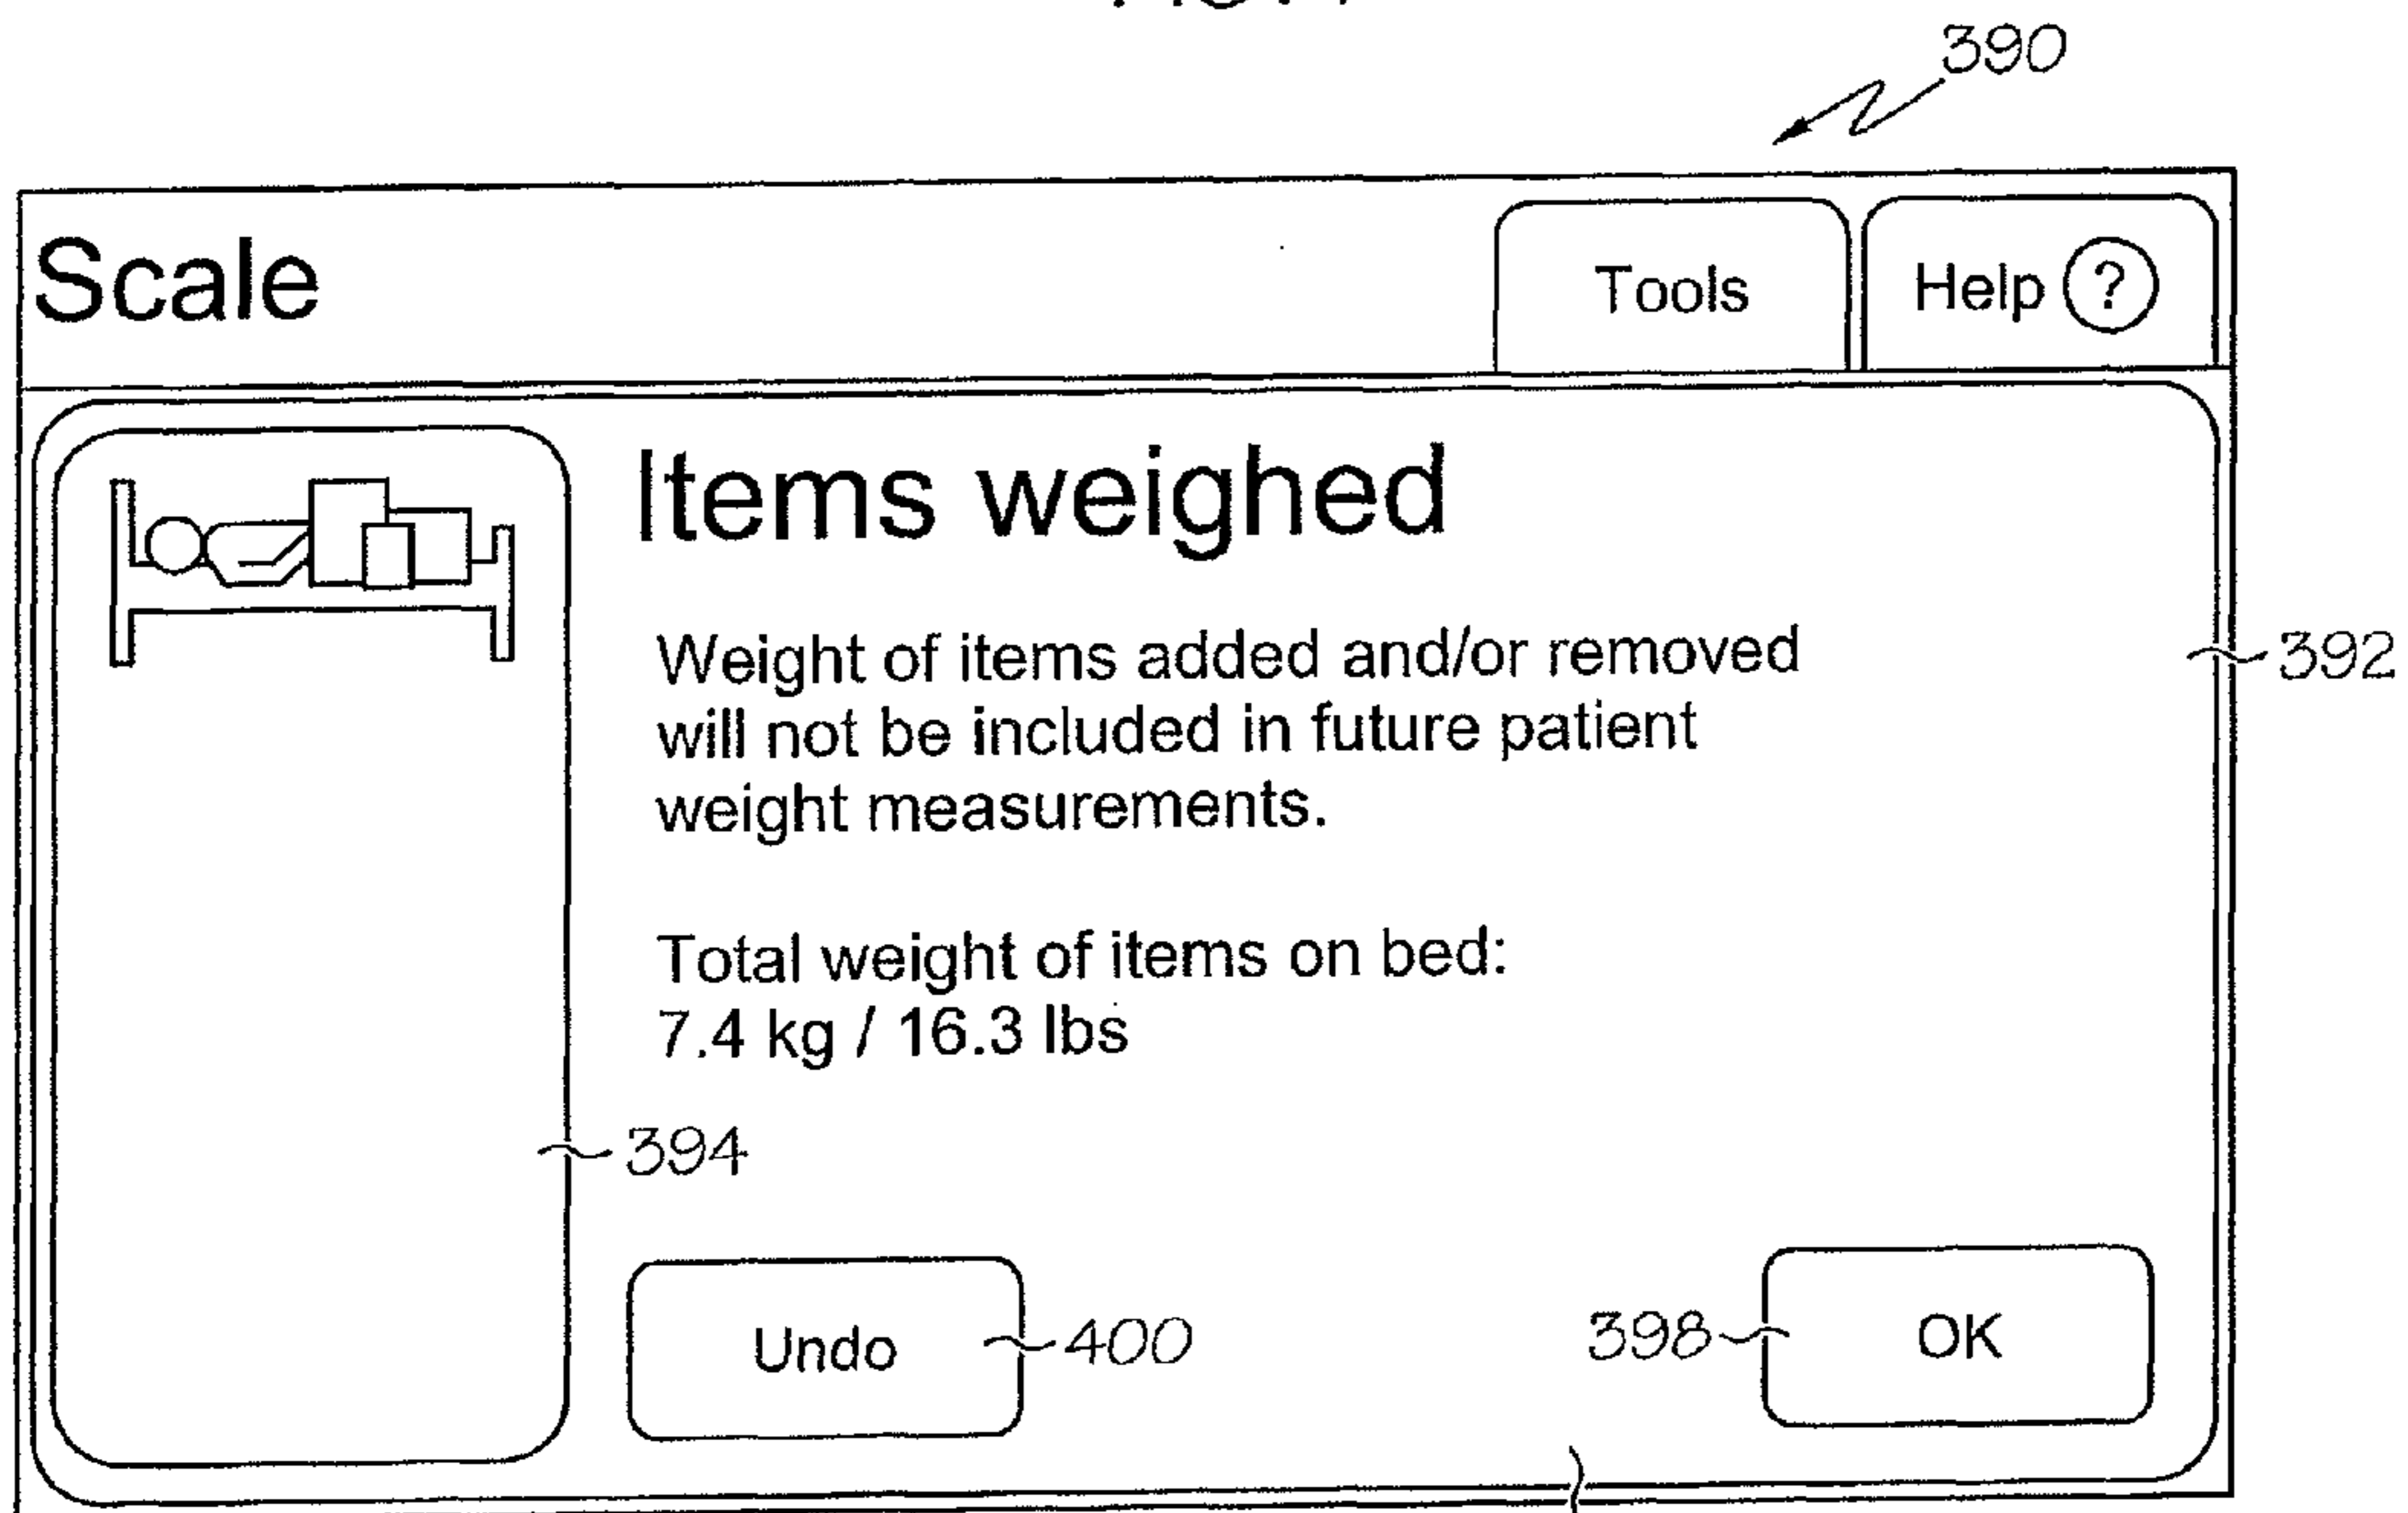 390
Scale
Tools
Help ?
Items weighed
Weight of items added and/or removed
will not be included in future patient
weight measurements.
392
Total weight of items on bed:
7.4 kg / 16.3 lbs
394
Undo
400
398
OK